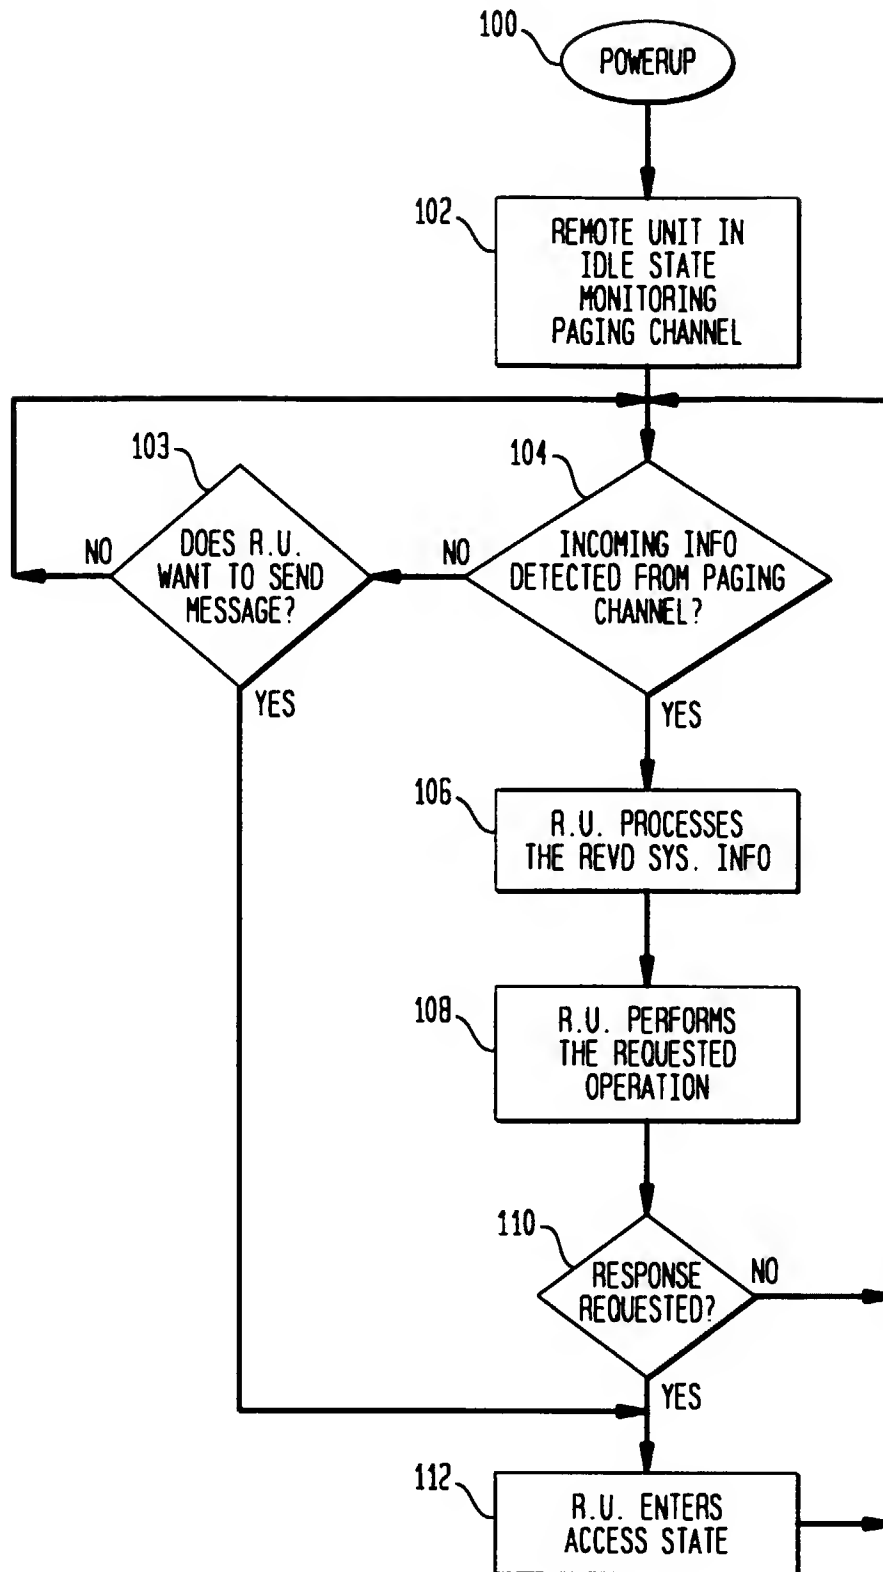 100
POWERUP
102
REMOTE UNIT IN
IDLE STATE
MONITORING
PAGING CHANNEL
103
104
NO
DOES R.U.
WANT TO SEND
MESSAGE?
NO
INCOMING INFO
DETECTED FROM PAGING
CHANNEL?
YES
YES
106
R.U. PROCESSES
THE REVD SYS. INFO
108
R.U. PERFORMS
THE REQUESTED
OPERATION
110
RESPONSE
REQUESTED?
NO
YES
112
R.U. ENTERS
ACCESS STATE